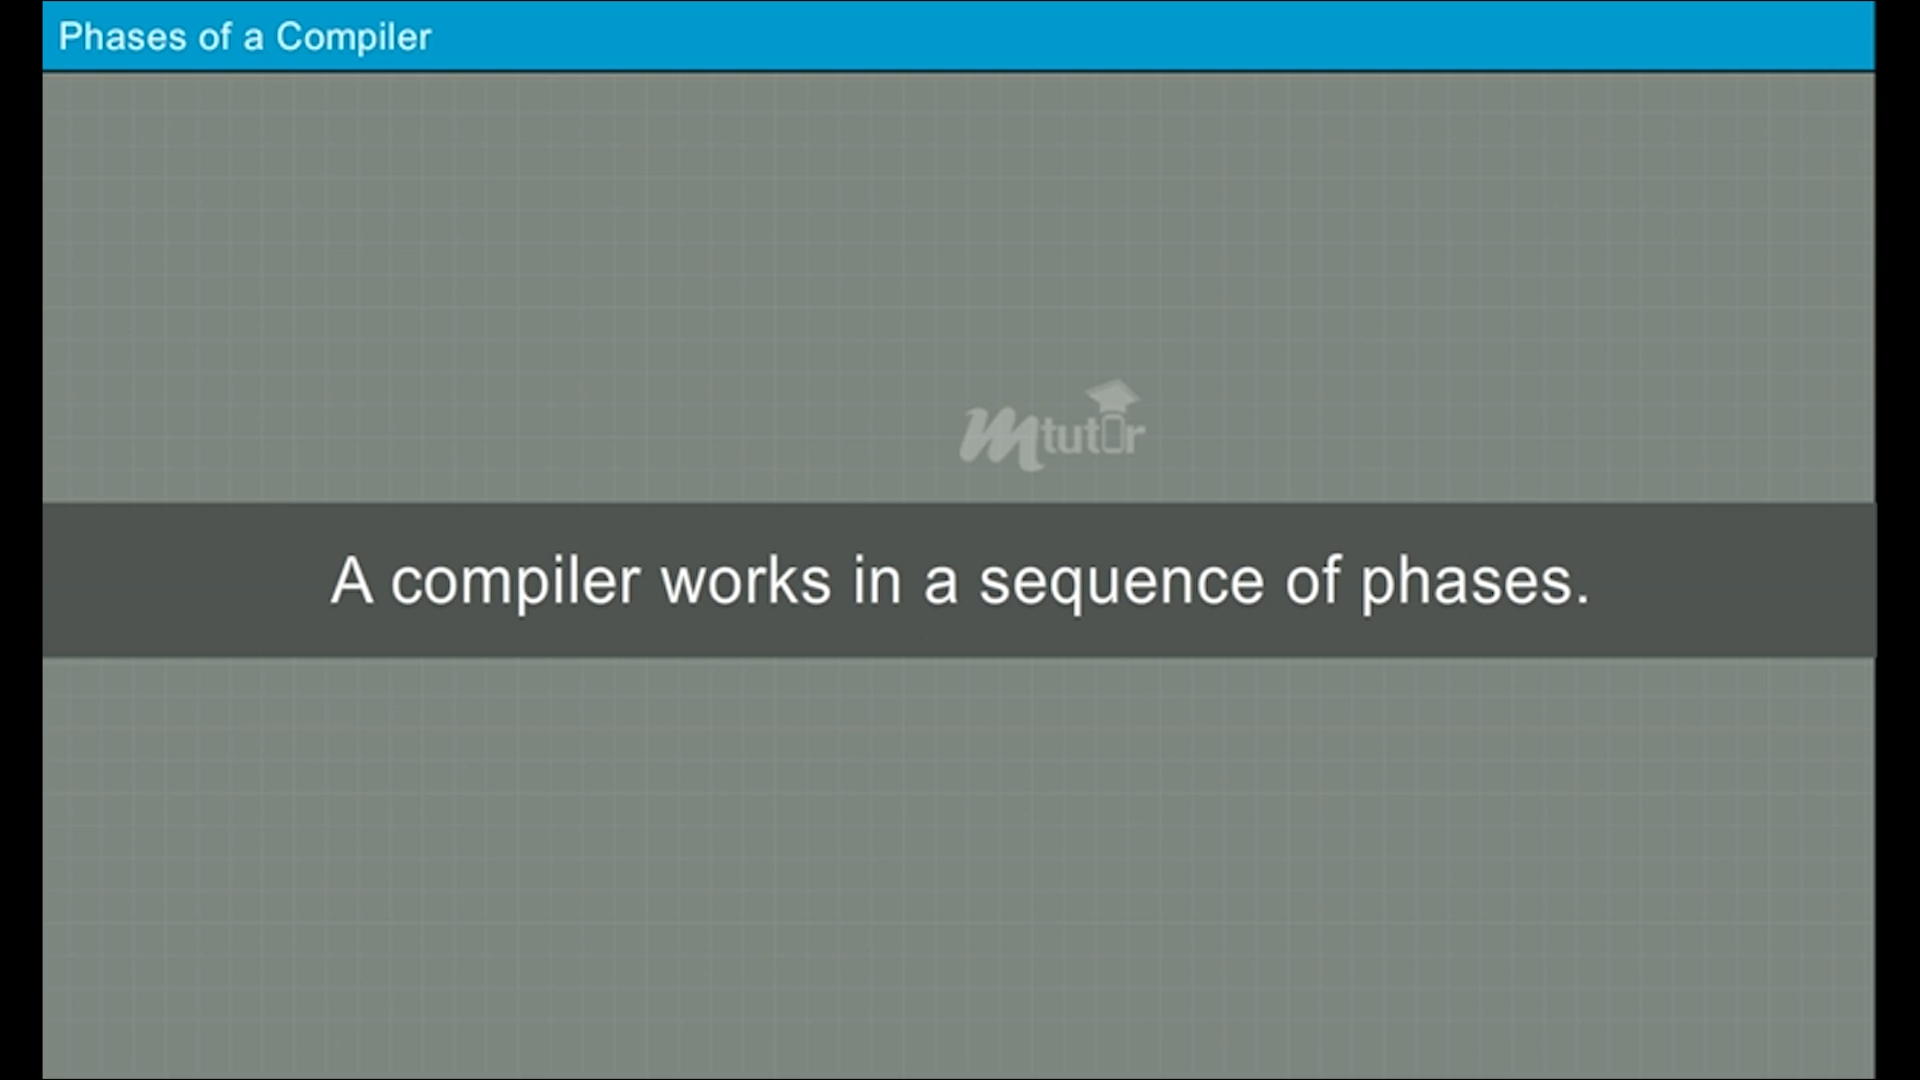 Phases of a Compiler
mtutor
A compiler works in a sequence of phases.